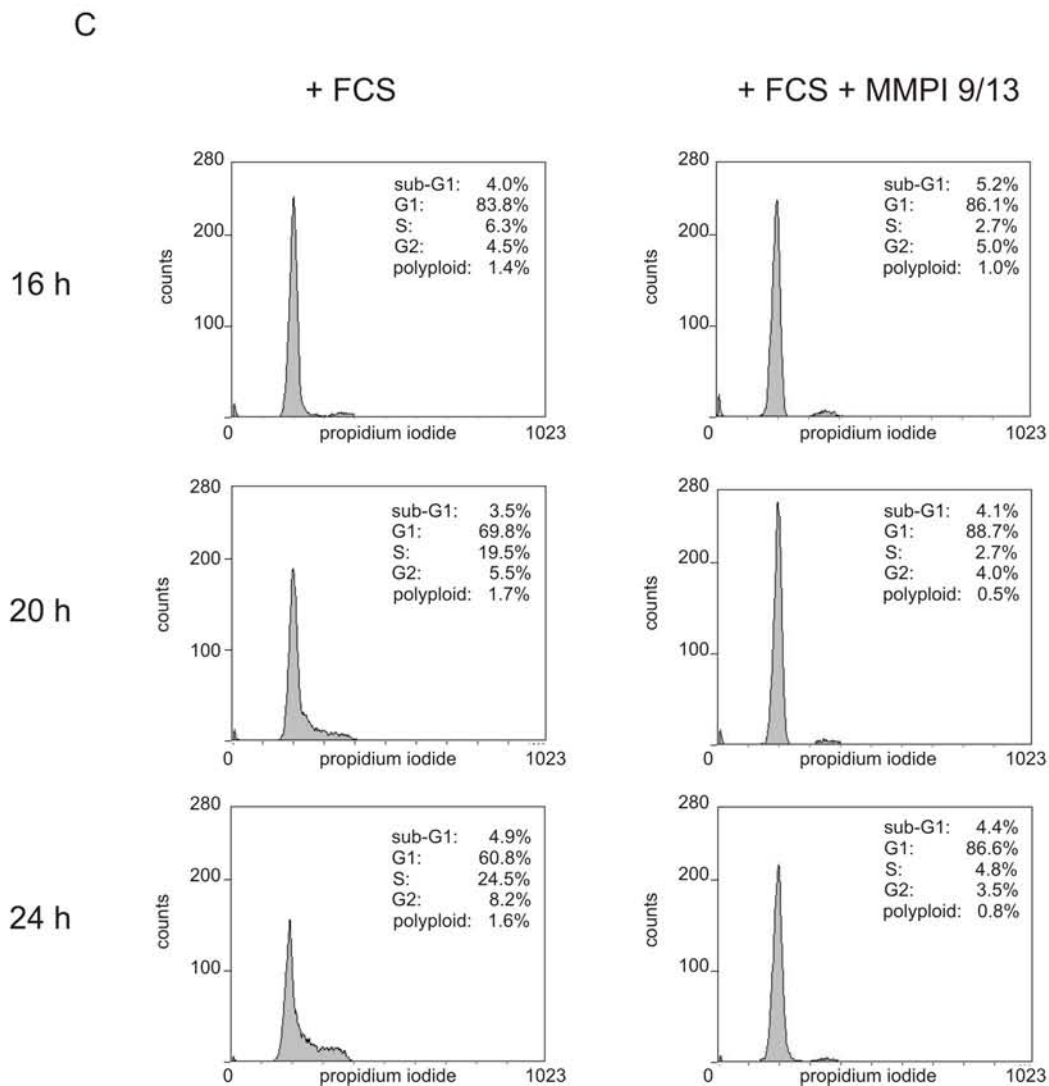 C
+ FCS
+ FCS + MMPI 9/13
16 h
280
200
100
counts
sub-G1: 4.0%
G1: 83.8%
S: 6.3%
G2: 4.5%
polyploid: 1.4%
0 propidium iodide 1023
280
200
100
counts
sub-G1: 5.2%
G1: 86.1%
S: 2.7%
G2: 5.0%
polyploid: 1.0%
0 propidium iodide 1023
20 h
280
200
100
counts
sub-G1: 3.5%
G1: 69.8%
S: 19.5%
G2: 5.5%
polyploid: 1.7%
0 propidium iodide 1023
280
200
100
counts
sub-G1: 4.1%
G1: 88.7%
S: 2.7%
G2: 4.0%
polyploid: 0.5%
0 propidium iodide 1023
24 h
280
200
100
counts
sub-G1: 4.9%
G1: 60.8%
S: 24.5%
G2: 8.2%
polyploid: 1.6%
0 propidium iodide 1023
280
200
100
counts
sub-G1: 4.4%
G1: 86.6%
S: 4.8%
G2: 3.5%
polyploid: 0.8%
0 propidium iodide 1023